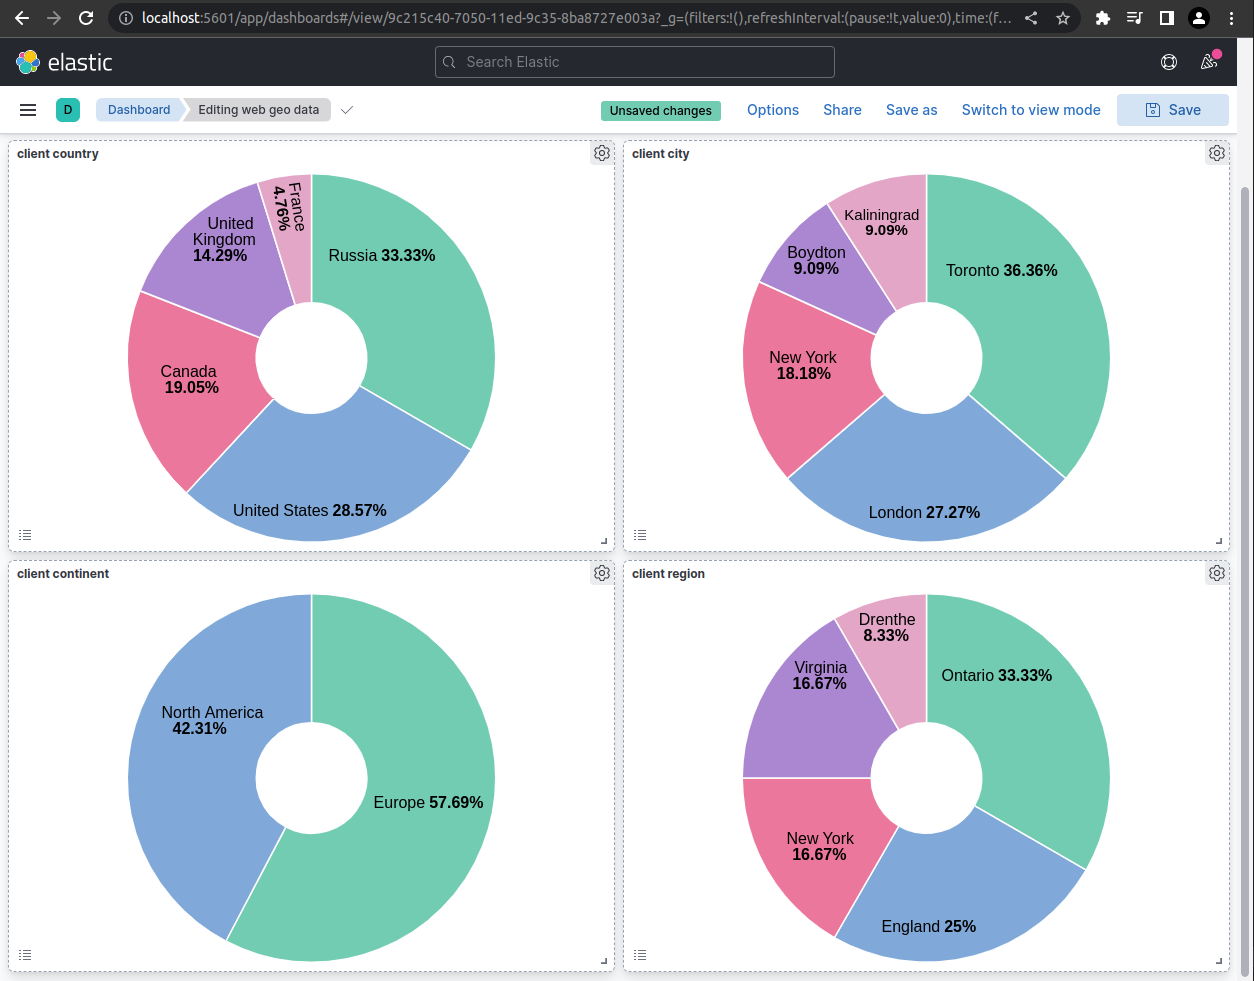 localhost:5601/app/dashboards#/view/9c215c40-7050-11ed-9c35-8ba8727e003a?_g=(filters:!(),refreshInterval:(pause:!t,value:0),time:(f...
elastic
Search Elastic
D
Dashboard
Editing web geo data
Unsaved changes
Options
Share
Save as
Switch to view mode
Save
client country
France
4.76%
United
Kingdom
14.29%
Russia 33.33%
Canada
19.05%
United States 28.57%
client city
Kaliningrad
9.09%
Boydton
9.09%
Toronto 36.36%
New York
18.18%
London 27.27%
client continent
North America
42.31%
Europe 57.69%
client region
Drenthe
8.33%
Virginia
16.67%
Ontario 33.33%
New York
16.67%
England 25%